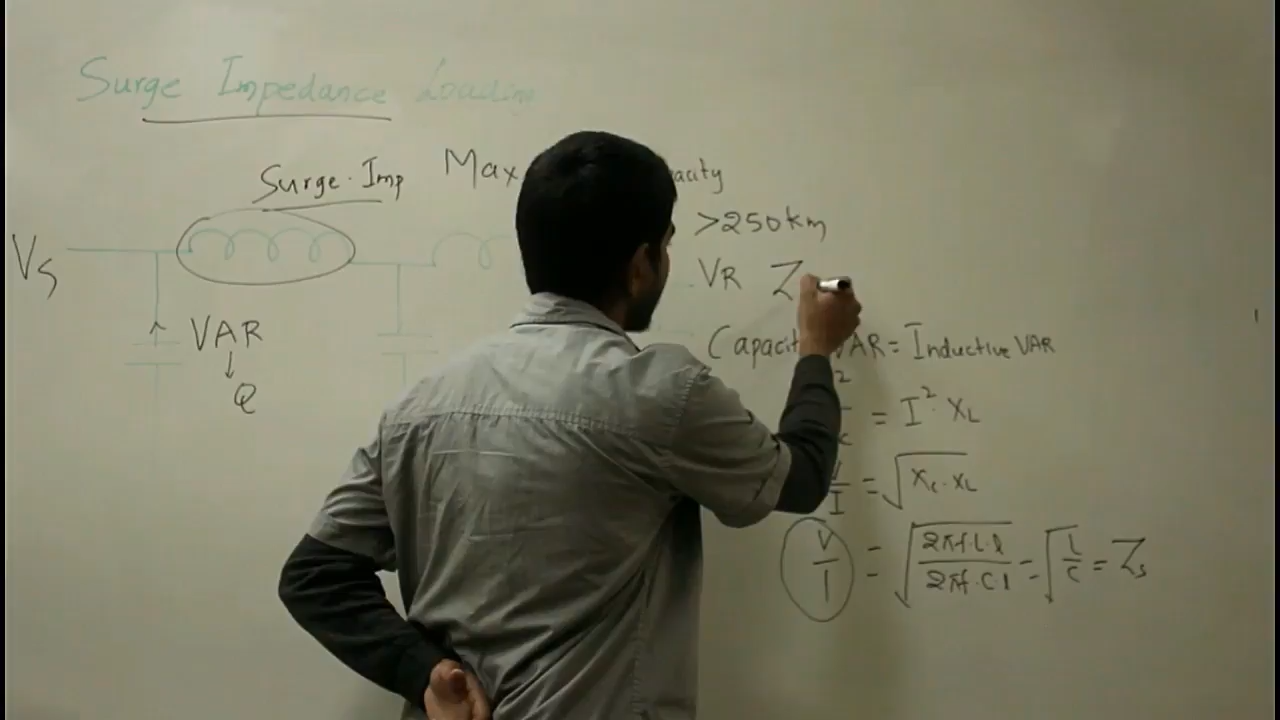 Surge Impedance Loading
Surge. Imp
Max acity
>250km
Vs
VR Z
VAR
Capacit VAR = Inductive VAR
Q
= I². XL
I = √Xc. XL
V/I = √2πf.L.l/2πf.C.l = √L/C = Zs